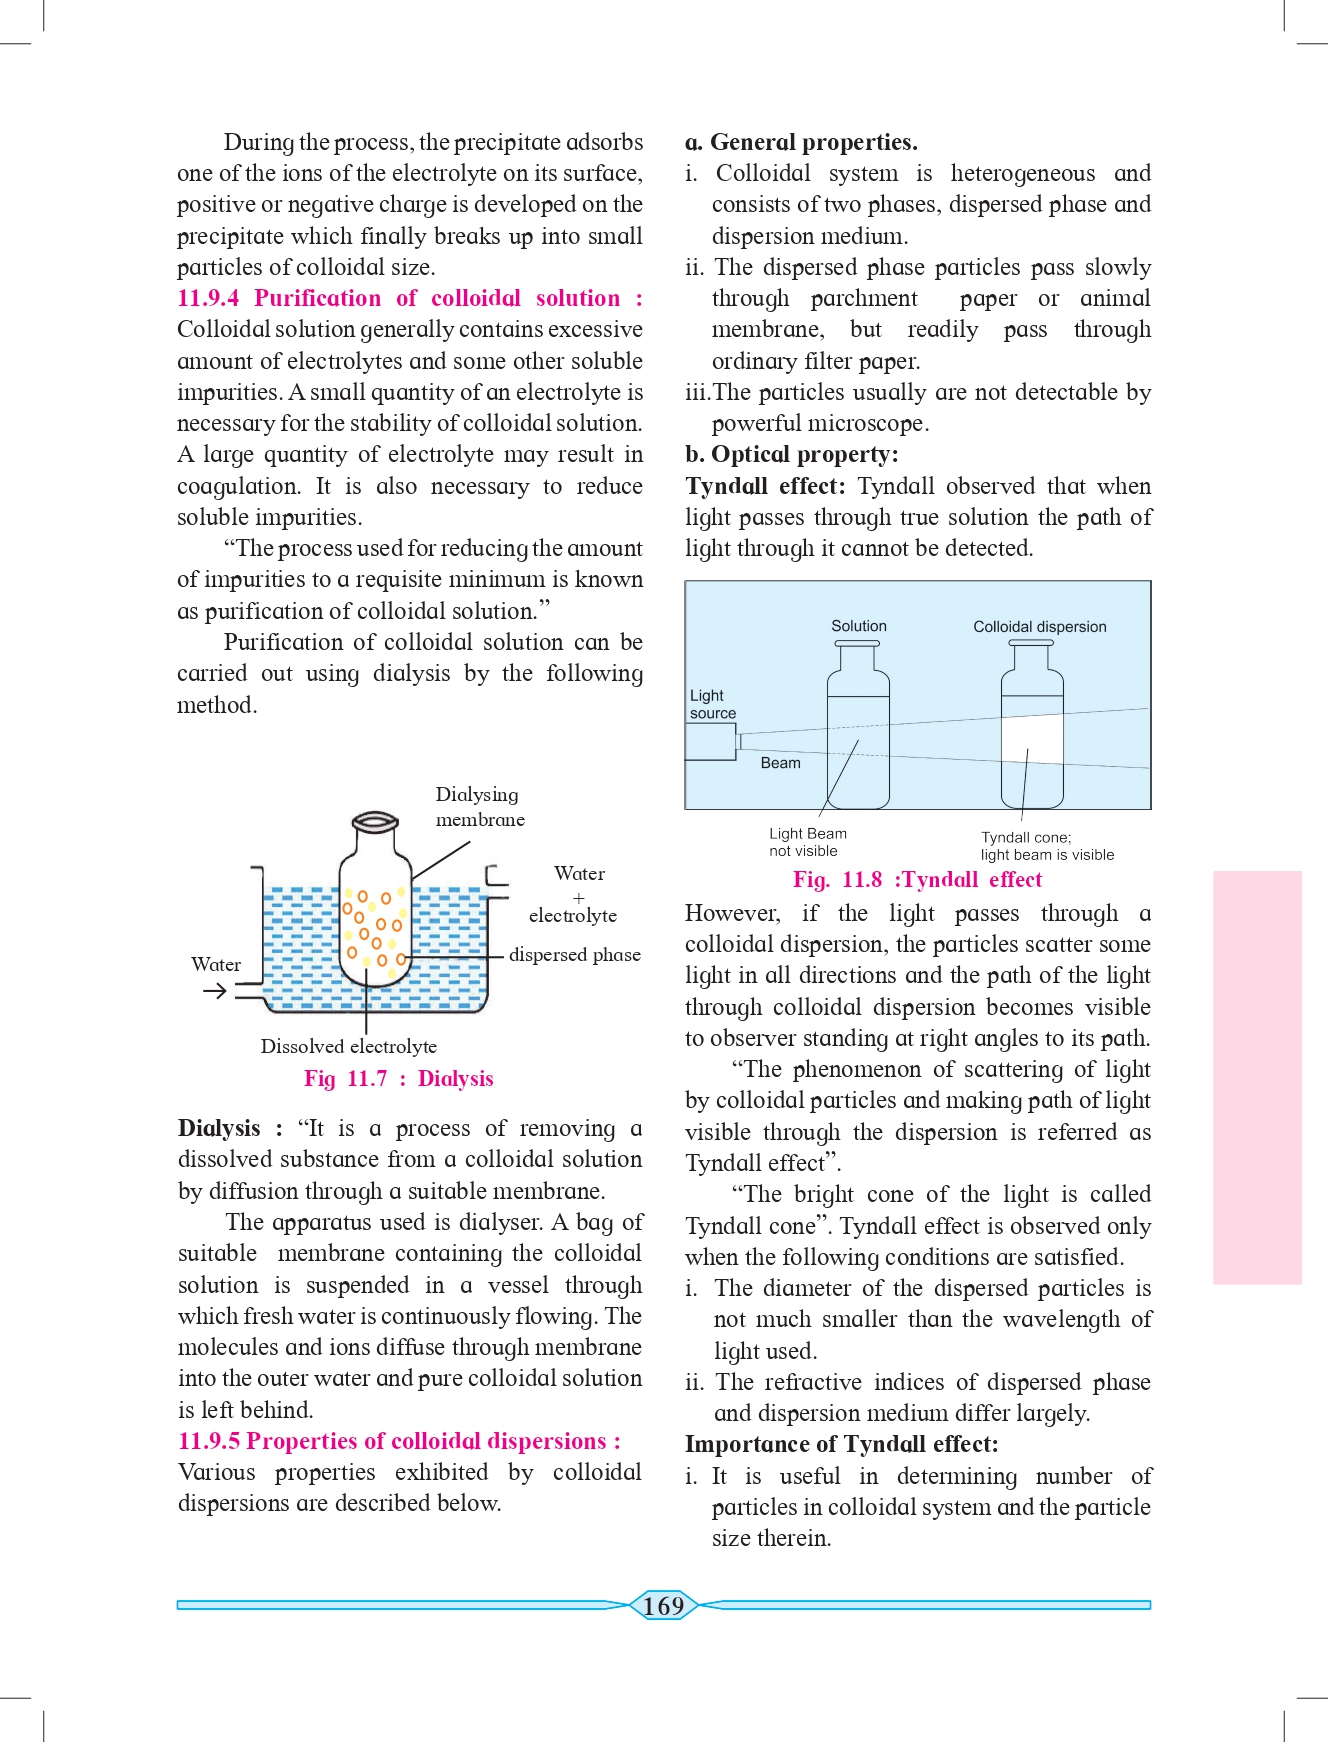 During the process, the precipitate adsorbs
one of the ions of the electrolyte on its surface,
positive or negative charge is developed on the
precipitate which finally breaks up into small
particles of colloidal size.
11.9.4 Purification of colloidal solution :
Colloidal solution generally contains excessive
amount of electrolytes and some other soluble
impurities. A small quantity of an electrolyte is
necessary for the stability of colloidal solution.
A large quantity of electrolyte may result in
coagulation. It is also necessary to reduce
soluble impurities.
“The process used for reducing the amount
of impurities to a requisite minimum is known
as purification of colloidal solution.”
Purification of colloidal solution can be
carried out using dialysis by the following
method.
Dialysing
membrane
Water
+
electrolyte
dispersed phase
Water
Dissolved electrolyte
Fig 11.7 : Dialysis
Dialysis : “It is a process of removing a
dissolved substance from a colloidal solution
by diffusion through a suitable membrane.
The apparatus used is dialyser. A bag of
suitable membrane containing the colloidal
solution is suspended in a vessel through
which fresh water is continuously flowing. The
molecules and ions diffuse through membrane
into the outer water and pure colloidal solution
is left behind.
11.9.5 Properties of colloidal dispersions :
Various properties exhibited by colloidal
dispersions are described below.
a. General properties.
i. Colloidal system is heterogeneous and
consists of two phases, dispersed phase and
dispersion medium.
ii. The dispersed phase particles pass slowly
through parchment paper or animal
membrane, but readily pass through
ordinary filter paper.
iii.The particles usually are not detectable by
powerful microscope.
b. Optical property:
Tyndall effect: Tyndall observed that when
light passes through true solution the path of
light through it cannot be detected.
Solution
Colloidal dispersion
Light
source
Beam
Light Beam
not visible
Tyndall cone;
light beam is visible
Fig. 11.8 :Tyndall effect
However, if the light passes through a
colloidal dispersion, the particles scatter some
light in all directions and the path of the light
through colloidal dispersion becomes visible
to observer standing at right angles to its path.
“The phenomenon of scattering of light
by colloidal particles and making path of light
visible through the dispersion is referred as
Tyndall effect”.
“The bright cone of the light is called
Tyndall cone”. Tyndall effect is observed only
when the following conditions are satisfied.
i. The diameter of the dispersed particles is
not much smaller than the wavelength of
light used.
ii. The refractive indices of dispersed phase
and dispersion medium differ largely.
Importance of Tyndall effect:
i. It is useful in determining number of
particles in colloidal system and the particle
size therein.
169